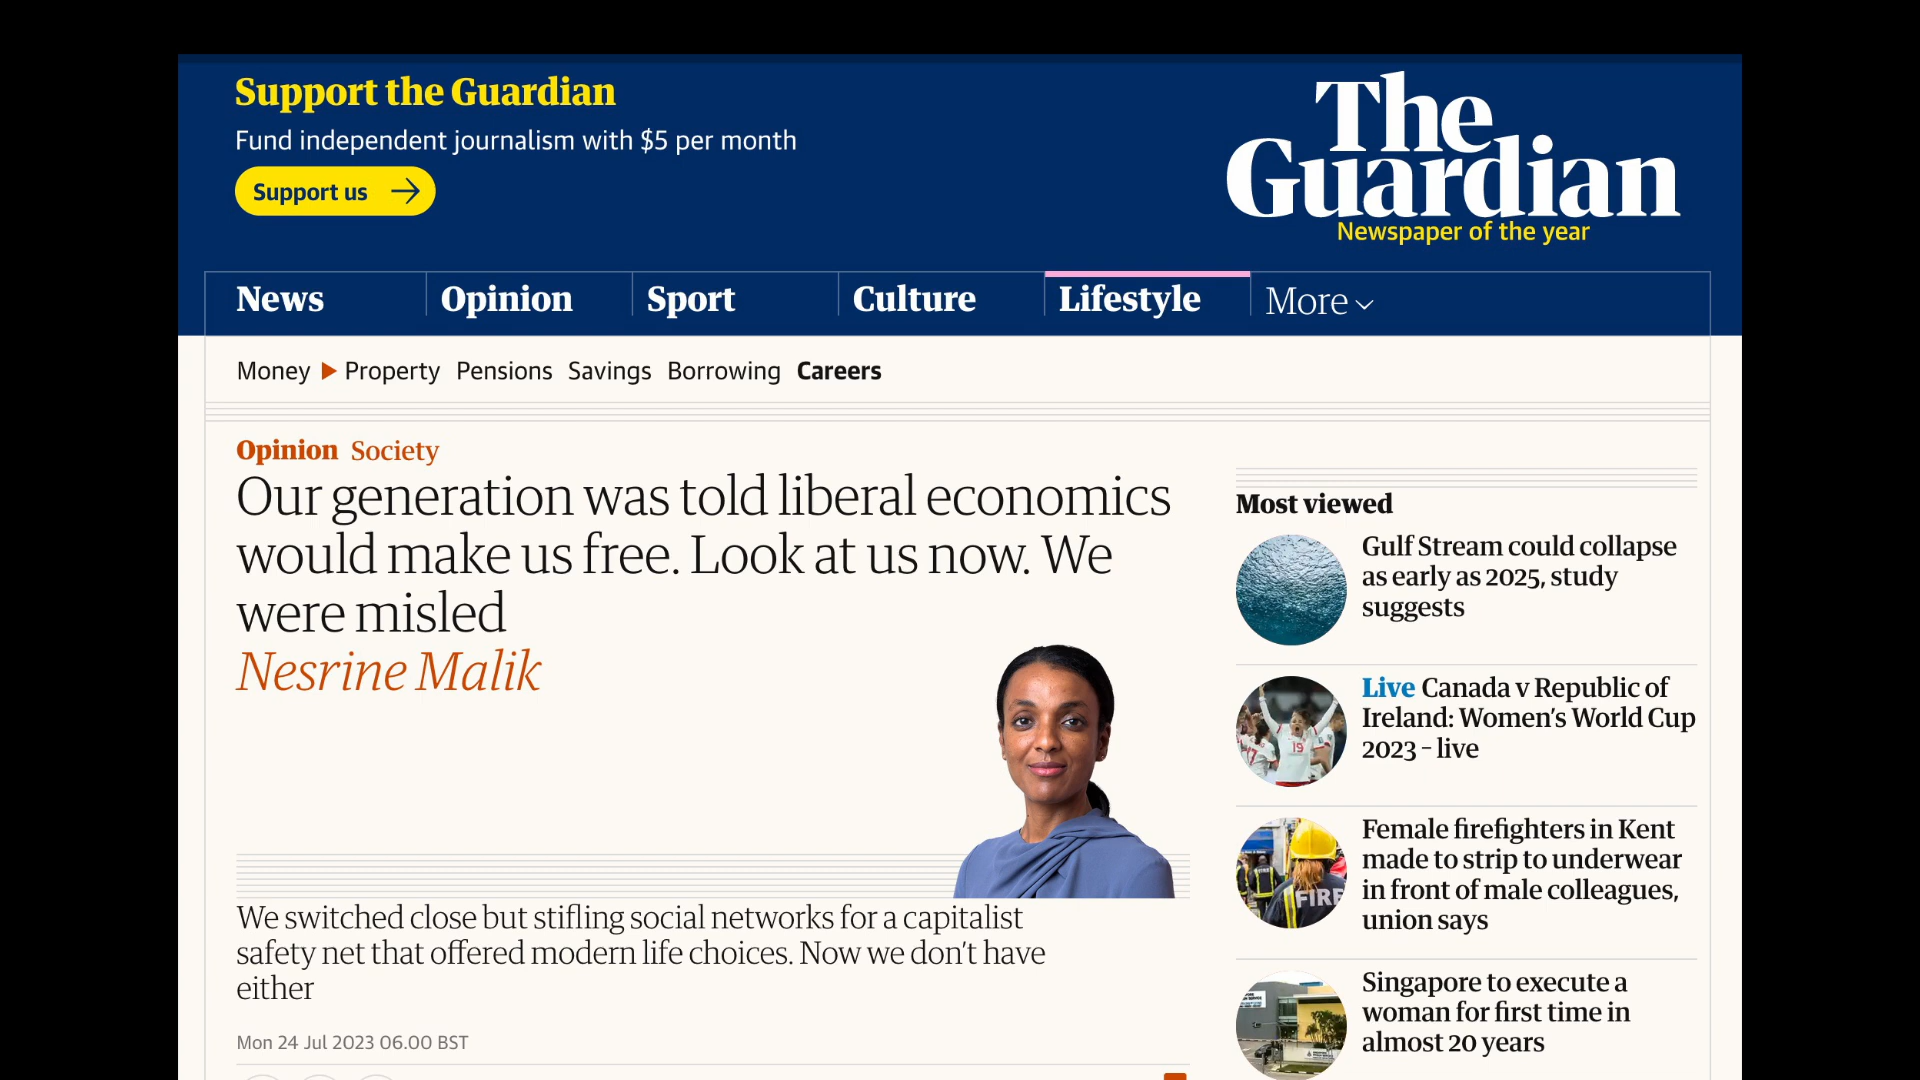 Support the Guardian
Fund independent journalism with $5 per month
Support us
The
Guardian
Newspaper of the year
News
Opinion
Sport
Culture
Lifestyle
More
Money
Property
Pensions
Savings
Borrowing
Careers
Opinion Society
Our generation was told liberal economics
would make us free. Look at us now. We
were misled
Nesrine Malik
We switched close but stifling social networks for a capitalist
safety net that offered modern life choices. Now we don't have
either
Mon 24 Jul 2023 06.00 BST
Most viewed
Gulf Stream could collapse
as early as 2025, study
suggests
Live Canada v Republic of
Ireland: Women's World Cup
2023 – live
19
Female firefighters in Kent
made to strip to underwear
in front of male colleagues,
union says
FIRE
Singapore to execute a
woman for first time in
almost 20 years